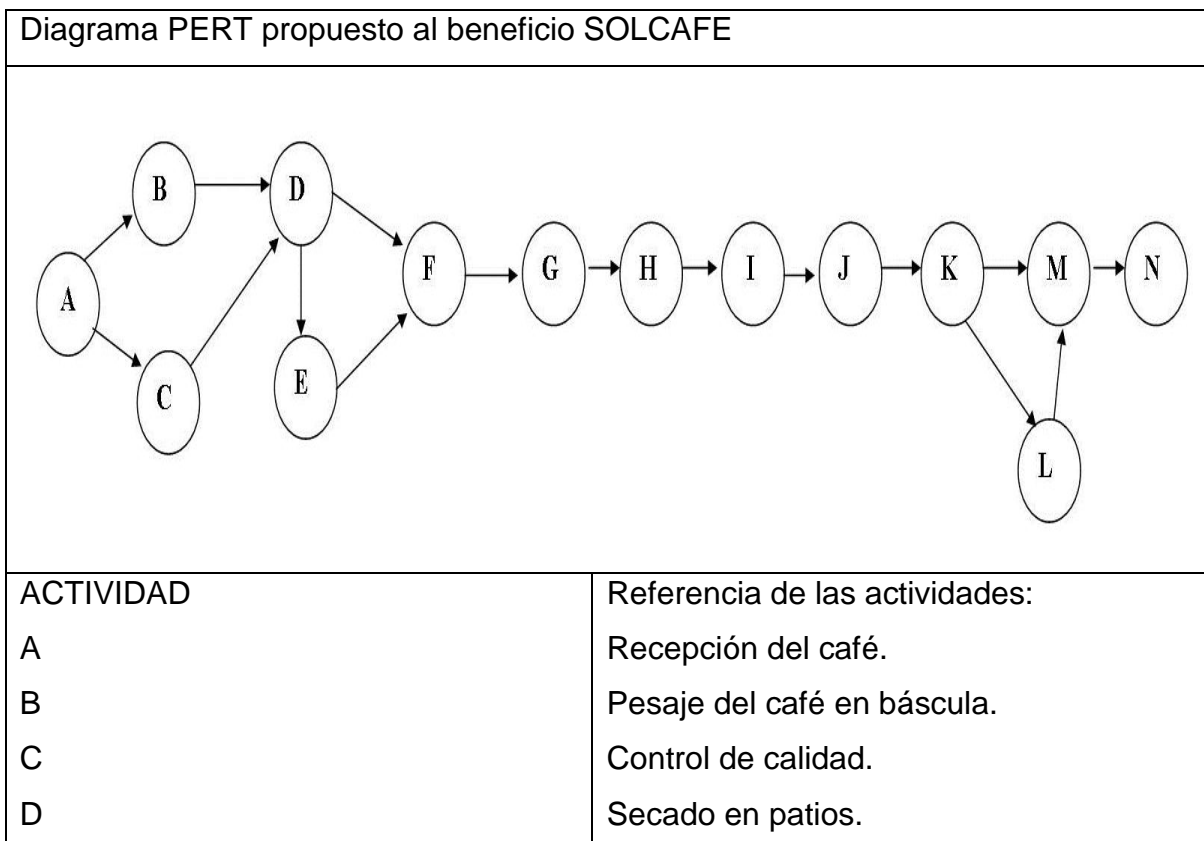 Diagrama PERT propuesto al beneficio SOLCAFE
B
D
A
F
G
H
I
J
K
M
N
C
E
L
ACTIVIDAD
Referencia de las actividades:
A
Recepción del café.
B
Pesaje del café en báscula.
C
Control de calidad.
D
Secado en patios.